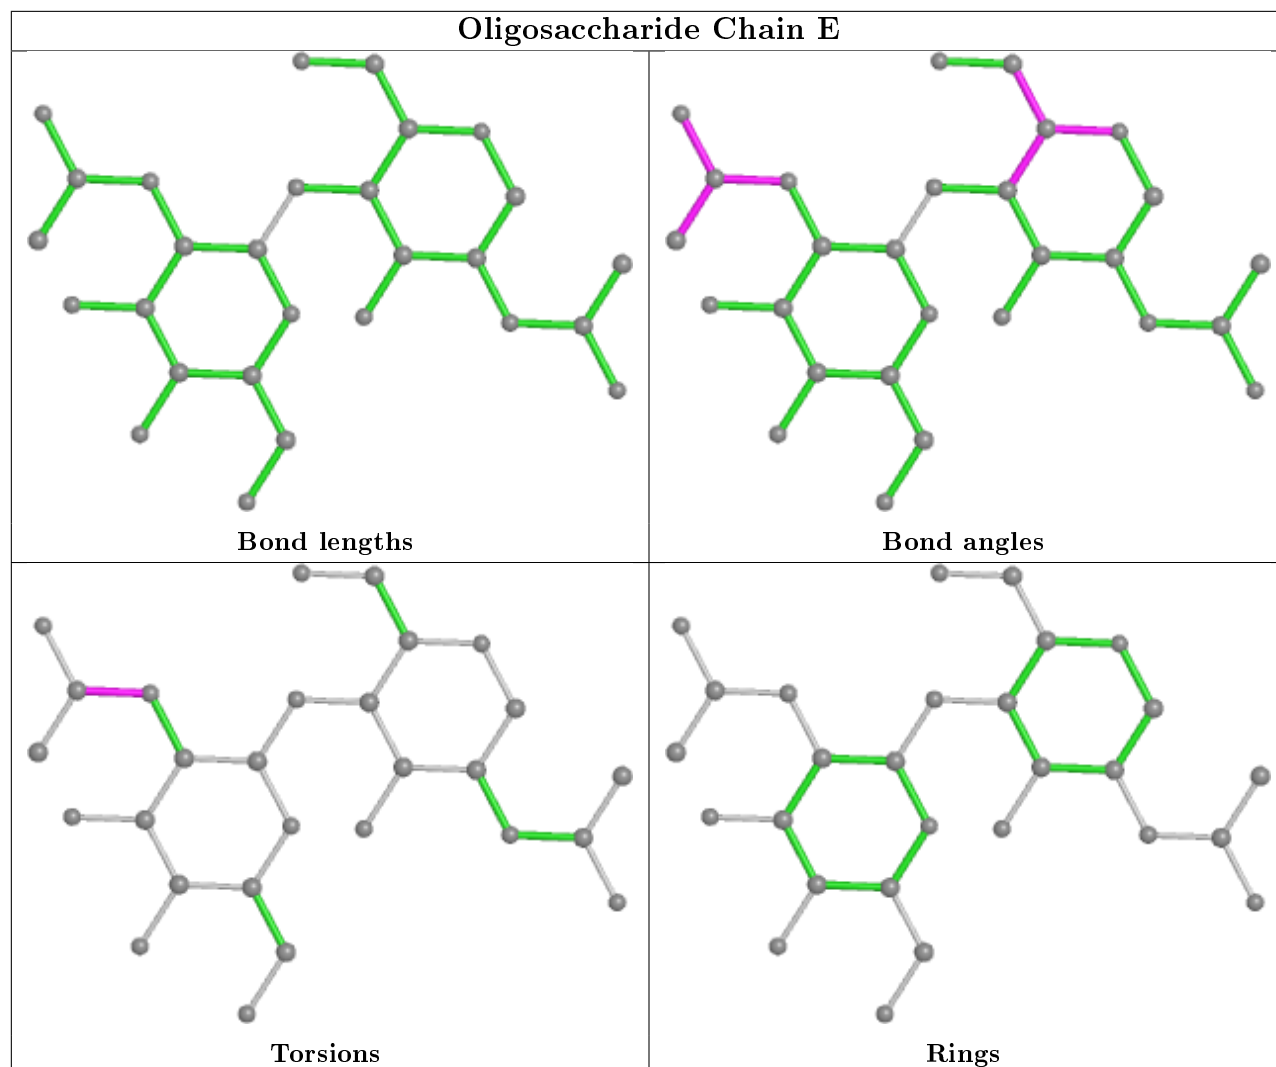 Oligosaccharide Chain E
Bond lengths
Bond angles
Torsions
Rings